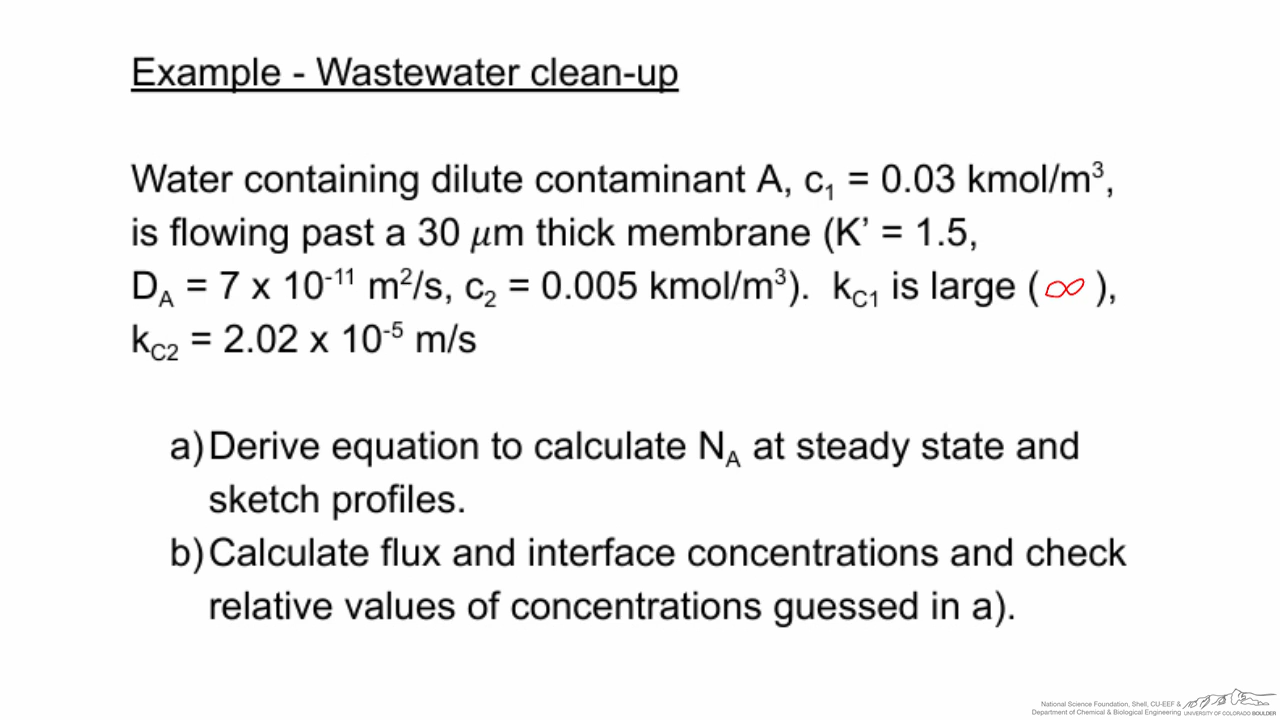 Example - Wastewater clean-up
Water containing dilute contaminant A, c₁ = 0.03 kmol/m³,
is flowing past a 30 𝜇m thick membrane (K’ = 1.5,
D_A = 7 x 10⁻¹¹ m²/s, c₂ = 0.005 kmol/m³). k_C1 is large ( ∞ ),
k_C2 = 2.02 x 10⁻⁵ m/s
a) Derive equation to calculate N_A at steady state and
sketch profiles.
b) Calculate flux and interface concentrations and check
relative values of concentrations guessed in a).
National Science Foundation, Shell, CU-EEF &
Department of Chemical & Biological Engineering
UNIVERSITY OF COLORADO BOULDER